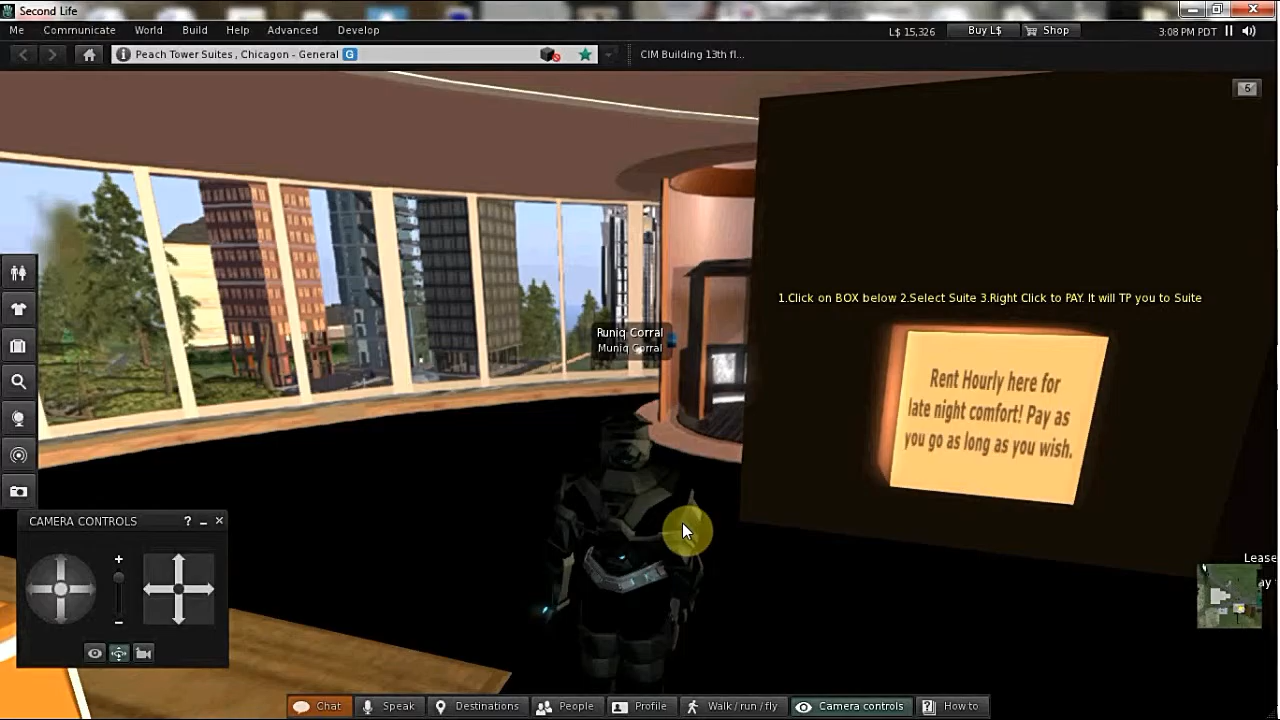 Second Life
Me Communicate World Build Help Advanced Develop
L$ 15,326 Buy L$ Shop 3:08 PM PDT
Peach Tower Suites , Chicagon - General G
CIM Building 13th fl...
5
1.Click on BOX below 2.Select Suite 3.Right Click to PAY. It will TP you to Suite
Runiq Corral
Muniq Corral
Rent Hourly here for
late night comfort! Pay as
you go as long as you wish.
CAMERA CONTROLS ?
Lease
ay
Chat Speak Destinations People Profile Walk / run / fly Camera controls How to